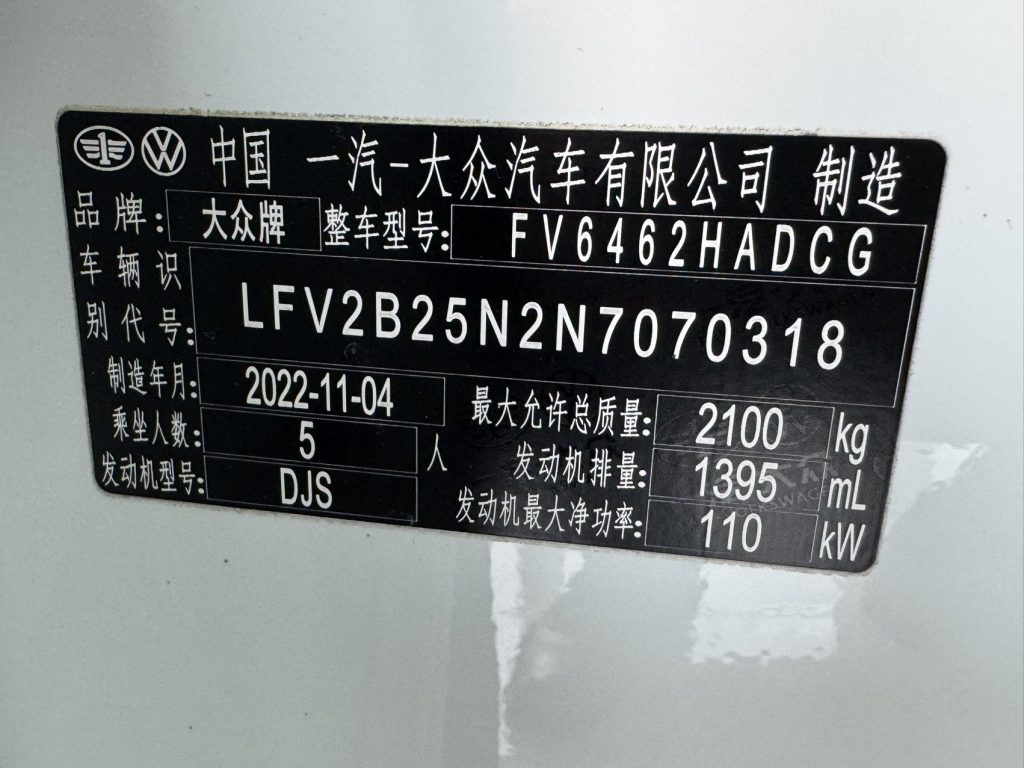 中国 一汽-大众汽车有限公司 制造
品牌: 大众牌 整车型号: FV6462HADCG
车辆识别代号: LFV2B25N2N7070318
制造年月: 2022-11-04
乘坐人数: 5 人
发动机型号: DJS
最大允许总质量: 2100 kg
发动机排量: 1395 mL
发动机最大净功率: 110 kW